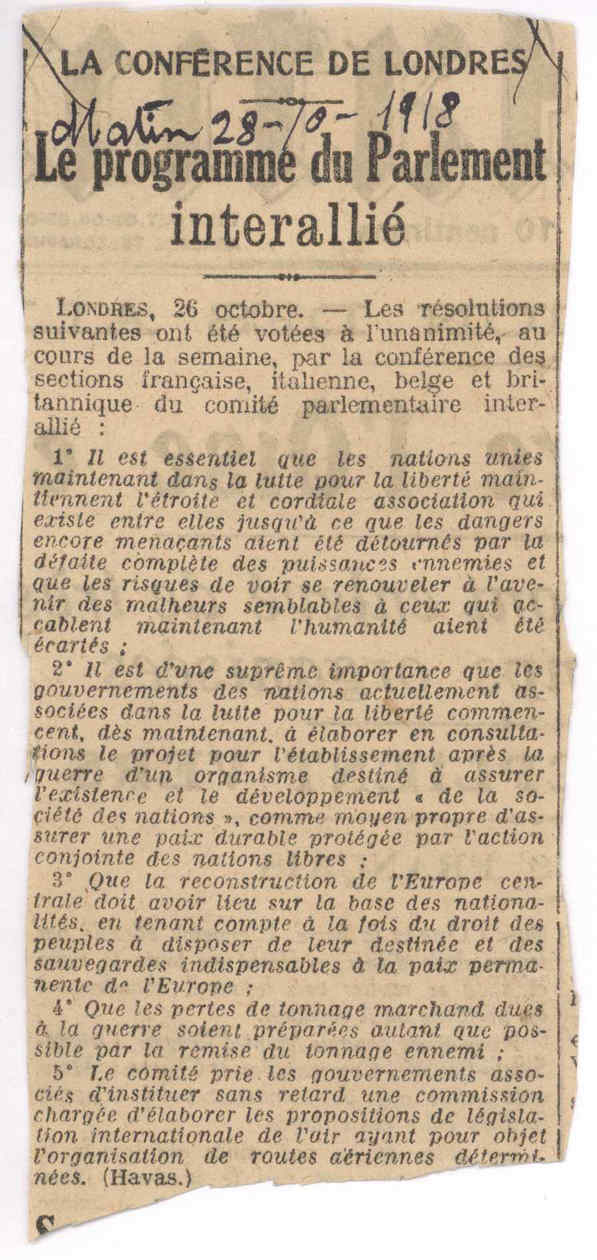 LA CONFÉRENCE DE LONDRES
Matin 28-10-1918
Le programme du Parlement
interallié
LONDRES, 26 octobre. — Les résolutions
suivantes ont été votées à l'unanimité, au
cours de la semaine, par la conférence des
sections française, italienne, belge et bri-
tannique du comité parlementaire inter-
allié :
1° Il est essentiel que les nations unies
maintenant dans la lutte pour la liberté main-
tiennent l'étroite et cordiale association qui
existe entre elles jusqu'à ce que les dangers
encore menaçants aient été détournés par la
défaite complète des puissances ennemies et
que les risques de voir se renouveler à l'ave-
nir des malheurs semblables à ceux qui ac-
cablent maintenant l'humanité aient été
écartés ;
2° Il est d'une suprême importance que les
gouvernements des nations actuellement as-
sociées dans la lutte pour la liberté commen-
cent, dès maintenant, à élaborer en consulta-
tions le projet pour l'établissement après la
guerre d'un organisme destiné à assurer
l'existence et le développement « de la so-
ciété des nations », comme moyen propre d'as-
surer une paix durable protégée par l'action
conjointe des nations libres ;
3° Que la reconstruction de l'Europe cen-
trale doit avoir lieu sur la base des nationa-
lités, en tenant compte à la fois du droit des
peuples à disposer de leur destinée et des
sauvegardes indispensables à la paix perma-
nente de l'Europe ;
4° Que les pertes de tonnage marchand dues
à la guerre soient préparées autant que pos-
sible par la remise du tonnage ennemi ;
5° Le comité prie les gouvernements asso-
ciés d'instituer sans retard une commission
chargée d'élaborer les propositions de législa-
tion internationale de l'air ayant pour objet
l'organisation de routes aériennes détermi-
nées. (Havas.)